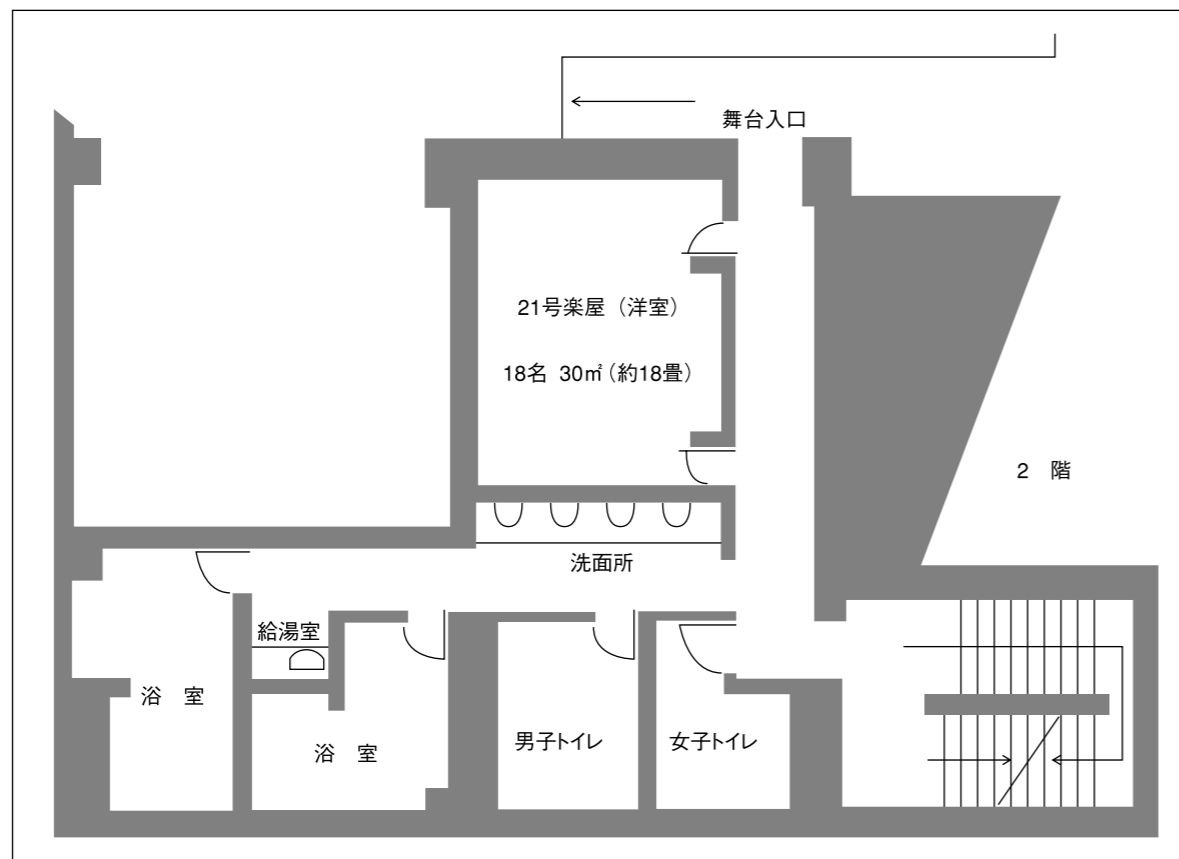 舞台入口
21号楽屋（洋室）
18名 30㎡（約18畳）
2 階
洗面所
給湯室
浴 室
浴 室
男子トイレ
女子トイレ